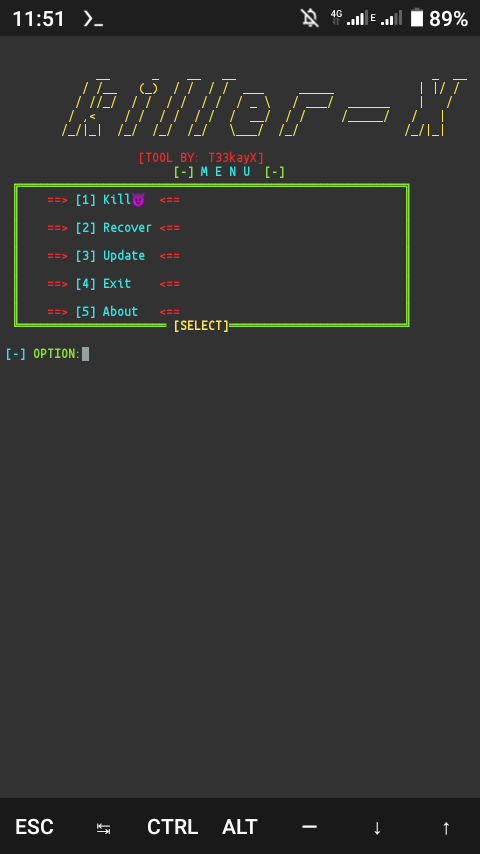 11:51 4G E 89%
killer-X
[TOOL BY: T33kayX]
[-] M E N U [-]
==> [1] Kill😈 <==
==> [2] Recover <==
==> [3] Update <==
==> [4] Exit <==
==> [5] About <==
[SELECT]
[-] OPTION:
ESC ↹ CTRL ALT — ↓ ↑